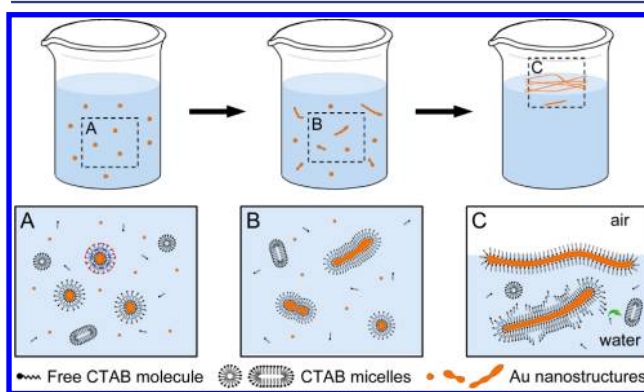 A
B
C
A
B
C
air
water
Free CTAB molecule
CTAB micelles
Au nanostructures